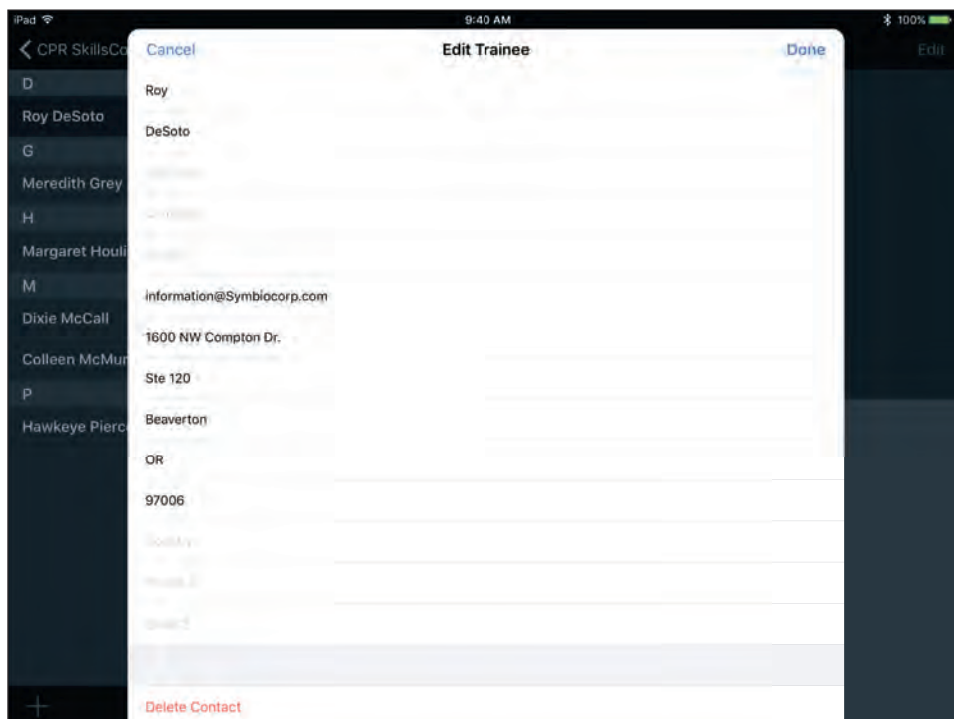 iPad 9:40 AM 100%
CPR SkillsCo
Edit
D
Roy DeSoto
G
Meredith Grey
H
Margaret Houli
M
Dixie McCall
Colleen McMur
P
Hawkeye Pierc
Cancel Edit Trainee Done
Roy
DeSoto
information@Symbiocorp.com
1600 NW Compton Dr.
Ste 120
Beaverton
OR
97006
Delete Contact